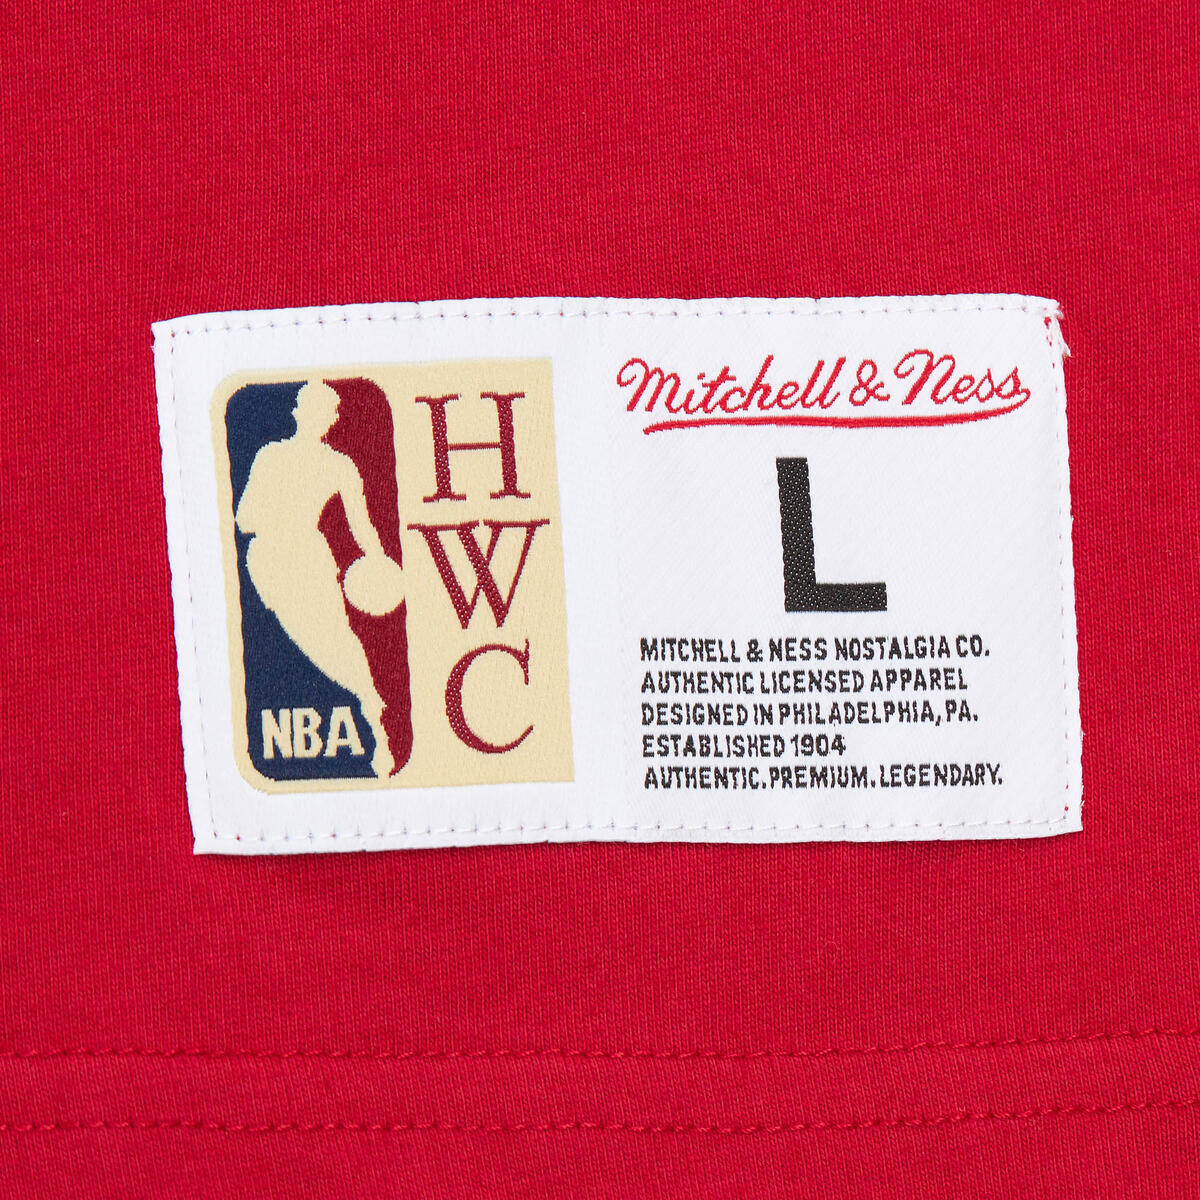 NBA
H
W
C
Mitchell & Ness
L
MITCHELL & NESS NOSTALGIA CO.
AUTHENTIC LICENSED APPAREL
DESIGNED IN PHILADELPHIA, PA.
ESTABLISHED 1904
AUTHENTIC. PREMIUM. LEGENDARY.